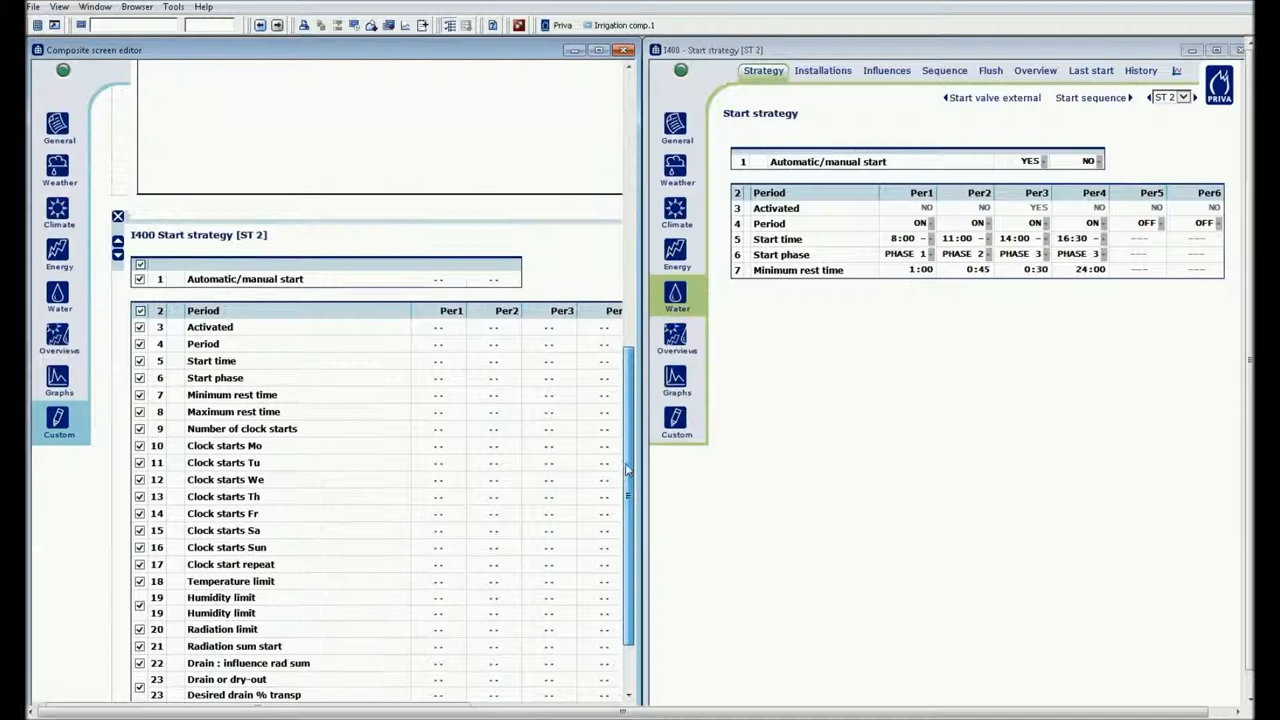 File View Window Browser Tools Help
Priva Irrigation comp.1
Composite screen editor
General
Weather
Climate
Energy
Water
Overviews
Graphs
Custom
I400 Start strategy [ST 2]
1 Automatic/manual start -- --
2 Period Per1 Per2 Per3 Per
3 Activated -- -- -- --
4 Period -- -- -- --
5 Start time -- -- -- --
6 Start phase -- -- -- --
7 Minimum rest time -- -- -- --
8 Maximum rest time -- -- -- --
9 Number of clock starts -- -- -- --
10 Clock starts Mo -- -- -- --
11 Clock starts Tu -- -- -- --
12 Clock starts We -- -- -- --
13 Clock starts Th -- -- -- --
14 Clock starts Fr -- -- -- --
15 Clock starts Sa -- -- -- --
16 Clock starts Sun -- -- -- --
17 Clock start repeat -- -- -- --
18 Temperature limit -- -- -- --
19 Humidity limit -- -- -- --
19 Humidity limit -- -- -- --
20 Radiation limit -- -- -- --
21 Radiation sum start -- -- -- --
22 Drain : influence rad sum -- -- -- --
23 Drain or dry-out -- -- -- --
23 Desired drain % transp -- -- -- --
I400 - Start strategy [ST 2]
Strategy Installations Influences Sequence Flush Overview Last start History
Start valve external Start sequence ST 2
PRIVA
General
Weather
Climate
Energy
Water
Overviews
Graphs
Custom
Start strategy
1 Automatic/manual start YES NO
2 Period Per1 Per2 Per3 Per4 Per5 Per6
3 Activated NO NO YES NO NO NO
4 Period ON ON ON ON OFF OFF
5 Start time 8:00 - 11:00 - 14:00 - 16:30 - --- ---
6 Start phase PHASE 1 PHASE 2 PHASE 3 PHASE 3 --- ---
7 Minimum rest time 1:00 0:45 0:30 24:00 --- ---